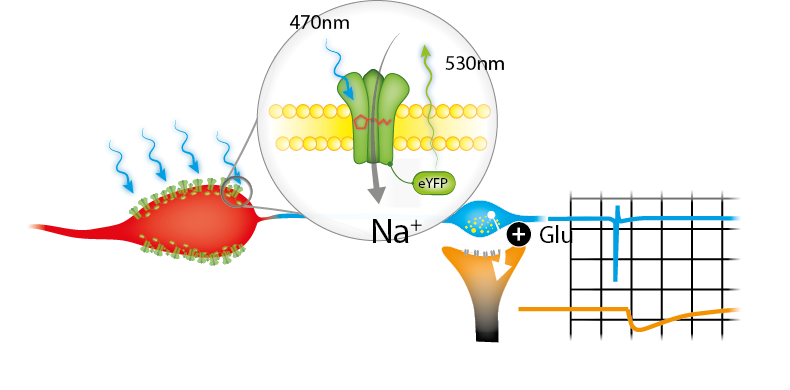 470nm
530nm
eYFP
Na⁺
+ Glu